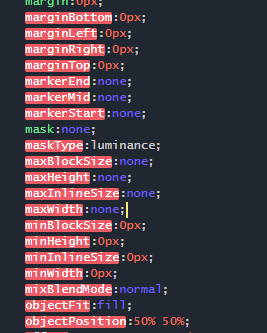 margin:0px;
marginBottom:0px;
marginLeft:0px;
marginRight:0px;
marginTop:0px;
markerEnd:none;
markerMid:none;
markerStart:none;
mask:none;
maskType:luminance;
maxBlockSize:none;
maxHeight:none;
maxInlineSize:none;
maxWidth:none;
minBlockSize:0px;
minHeight:0px;
minInlineSize:0px;
minWidth:0px;
mixBlendMode:normal;
objectFit:fill;
objectPosition:50% 50%;